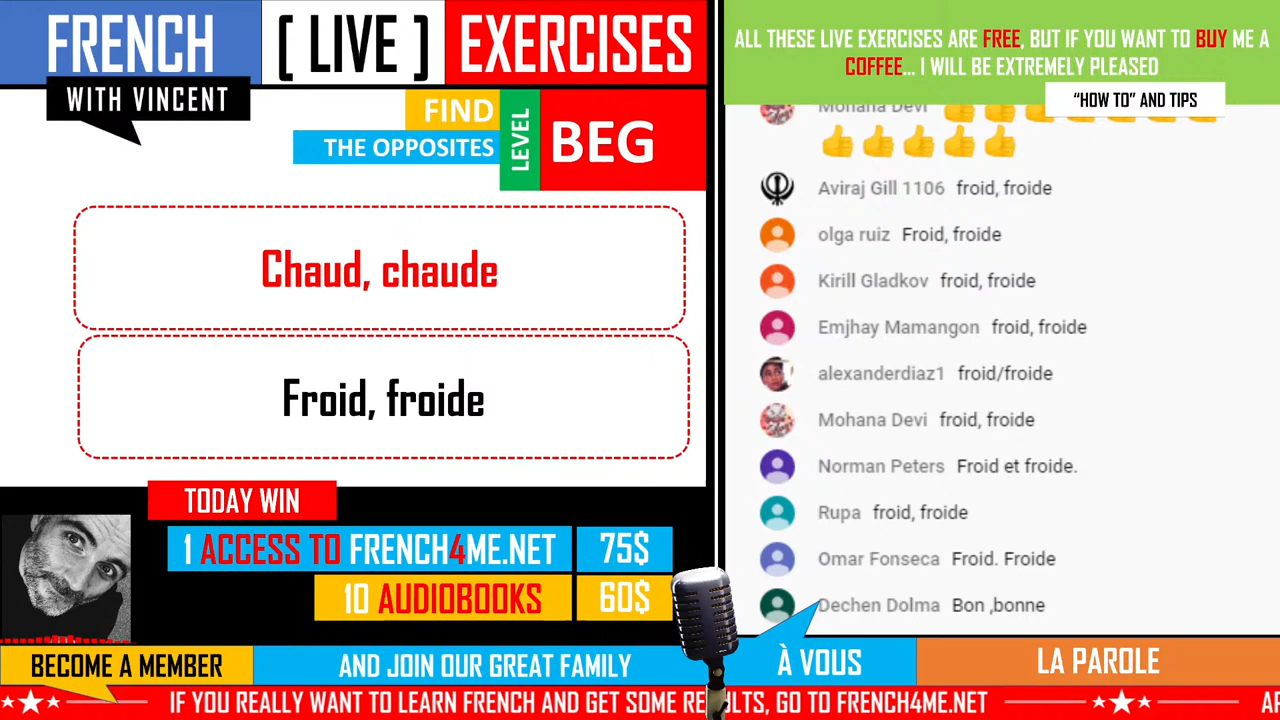 FRENCH
[ LIVE ]
EXERCISES
WITH VINCENT
FIND
THE OPPOSITES
LEVEL
BEG
Chaud, chaude
Froid, froide
TODAY WIN
1 ACCESS TO FRENCH4ME.NET
75$
10 AUDIOBOOKS
60$
BECOME A MEMBER
AND JOIN OUR GREAT FAMILY
ALL THESE LIVE EXERCISES ARE FREE, BUT IF YOU WANT TO BUY ME A
COFFEE... I WILL BE EXTREMELY PLEASED
“HOW TO” AND TIPS
Mohana Devi
Aviraj Gill 1106 froid, froide
olga ruiz Froid, froide
Kirill Gladkov froid, froide
Emjhay Mamangon froid, froide
alexanderdiaz1 froid/froide
Mohana Devi froid, froide
Norman Peters Froid et froide.
Rupa froid, froide
Omar Fonseca Froid. Froide
Dechen Dolma Bon ,bonne
À VOUS
LA PAROLE
IF YOU REALLY WANT TO LEARN FRENCH AND GET SOME RESULTS, GO TO FRENCH4ME.NET